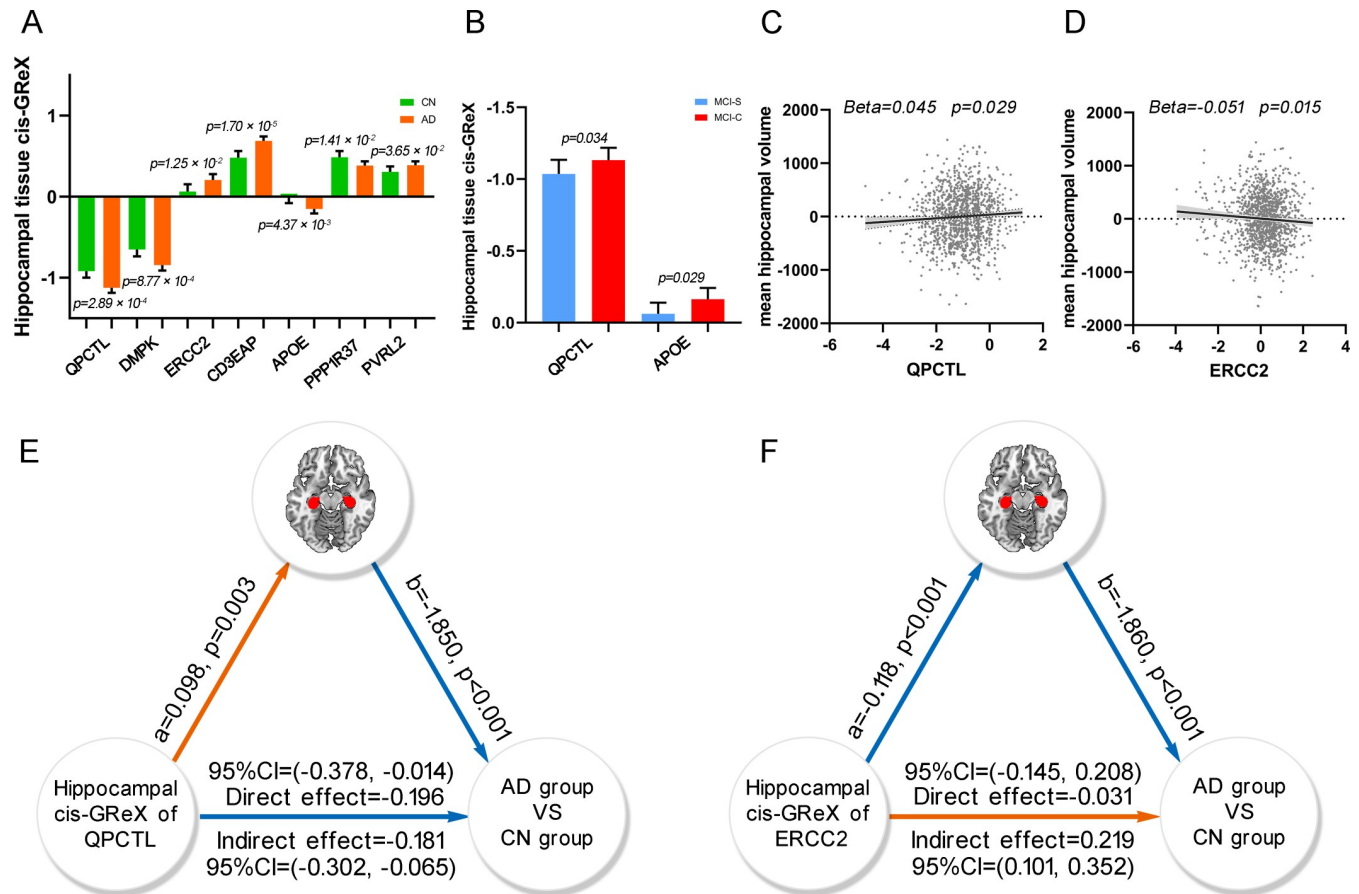 A
Hippocampal tissue cis-GReX
1
0
-1
CN
AD
p=2.89 × 10-4
p=8.77 × 10-4
p=1.25 × 10-2
p=1.70 × 10-5
p=4.37 × 10-3
p=1.41 × 10-2
p=3.65 × 10-2
QPCTL
DMPK
ERCC2
CD3EAP
APOE
PPP1R37
PVRL2
B
Hippocampal tissue cis-GReX
-1.5
-1.0
-0.5
0.0
MCI-S
MCI-C
p=0.034
p=0.029
QPCTL
APOE
C
Beta=0.045 p=0.029
mean hippocampal volume
2000
1000
0
-1000
-2000
-6 -4 -2 0 2
QPCTL
D
Beta=-0.051 p=0.015
mean hippocampal volume
2000
1000
0
-1000
-2000
-6 -4 -2 0 2 4
ERCC2
E
a=0.098, p=0.003
b=-1.850, p<0.001
Hippocampal
cis-GReX of
QPCTL
95%CI=(-0.378, -0.014)
Direct effect=-0.196
Indirect effect=-0.181
95%CI=(-0.302, -0.065)
AD group
VS
CN group
F
a=-0.118, p<0.001
b=-1.860, p<0.001
Hippocampal
cis-GReX of
ERCC2
95%CI=(-0.145, 0.208)
Direct effect=-0.031
Indirect effect=0.219
95%CI=(0.101, 0.352)
AD group
VS
CN group